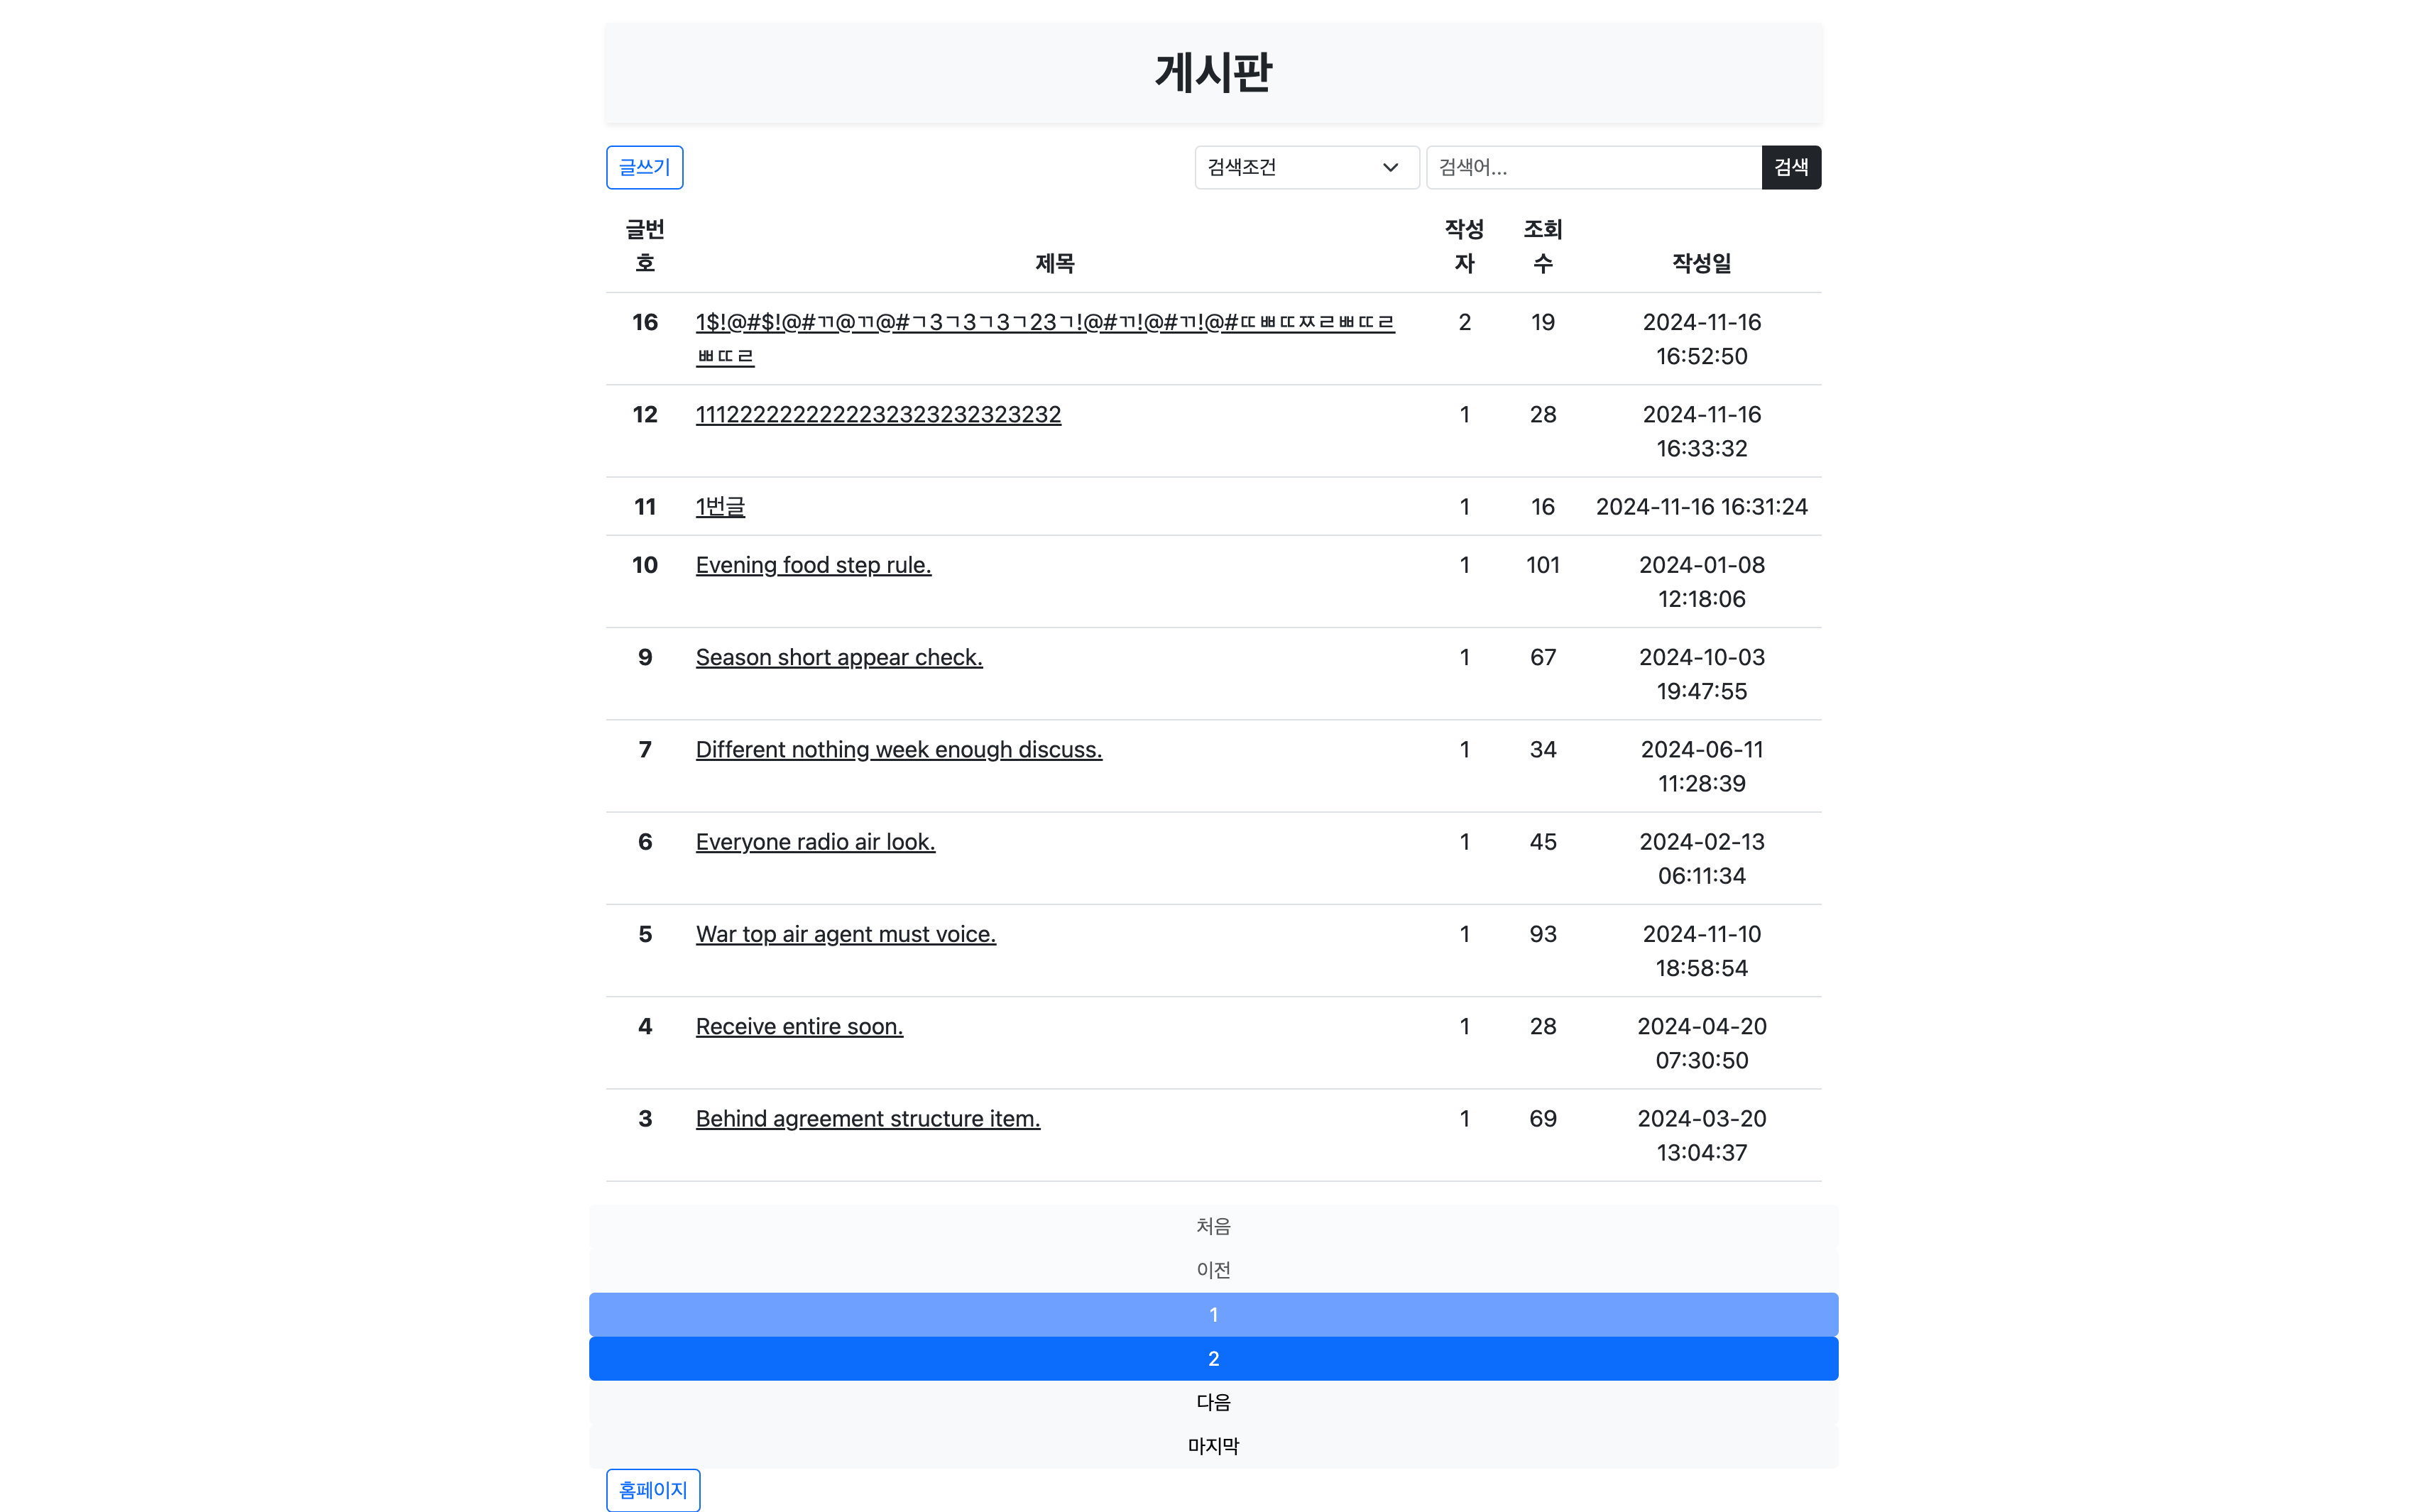 게시판
글쓰기 검색조건 검색어... 검색
글번 작성 조회
호 제목 자 수 작성일
16 1$!@#$!@#ㄲ@ㄲ@#ㄱ3ㄱ3ㄱ3ㄱ23ㄱ!@#ㄲ!@#ㄲ!@#ㄸㅃㄸㅉㄹㅃㄸㄹ 2 19 2024-11-16
ㅃㄸㄹ 16:52:50
12 1112222222222232323232323232 1 28 2024-11-16
16:33:32
11 1번글 1 16 2024-11-16 16:31:24
10 Evening food step rule. 1 101 2024-01-08
12:18:06
9 Season short appear check. 1 67 2024-10-03
19:47:55
7 Different nothing week enough discuss. 1 34 2024-06-11
11:28:39
6 Everyone radio air look. 1 45 2024-02-13
06:11:34
5 War top air agent must voice. 1 93 2024-11-10
18:58:54
4 Receive entire soon. 1 28 2024-04-20
07:30:50
3 Behind agreement structure item. 1 69 2024-03-20
13:04:37
처음
이전
1
2
다음
마지막
홈페이지